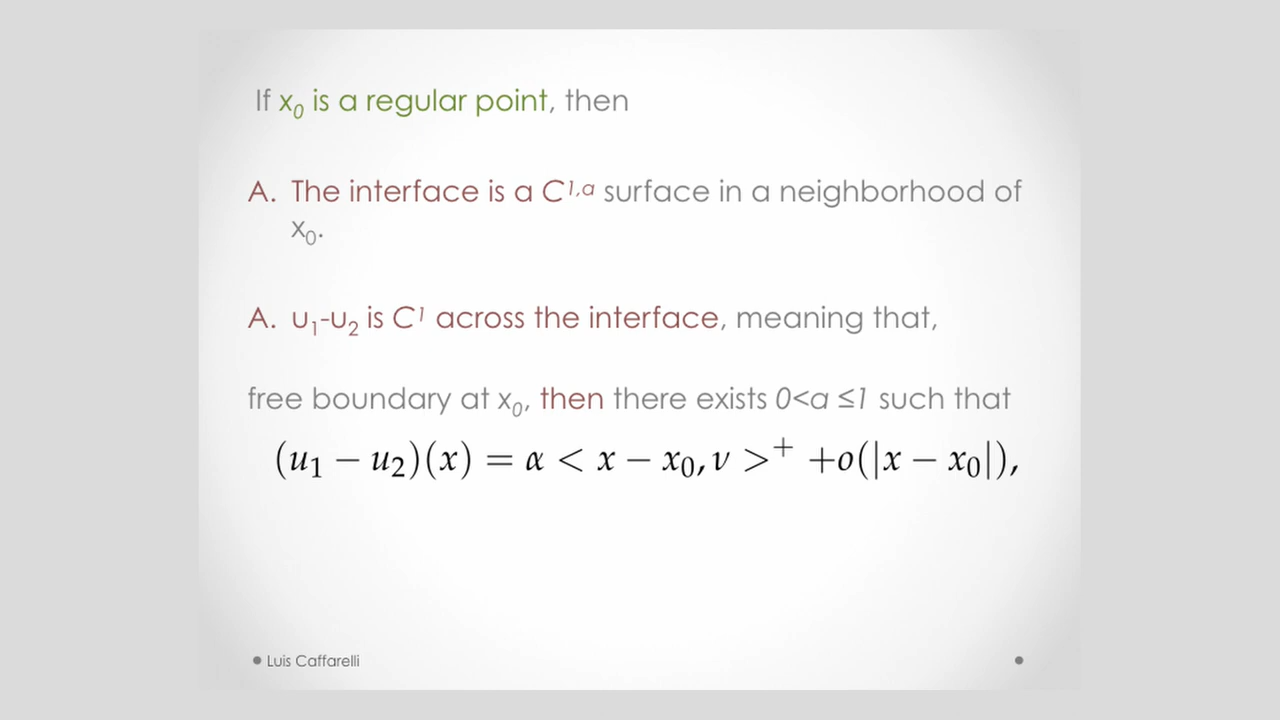 If x₀ is a regular point, then
A. The interface is a C¹,ᵅ surface in a neighborhood of
x₀.
A. u₁-u₂ is C¹ across the interface, meaning that,
free boundary at x₀, then there exists 0<α ≤1 such that
(u₁ − u₂)(x) = α < x − x₀, ν >⁺ +o(|x − x₀|),
• Luis Caffarelli •